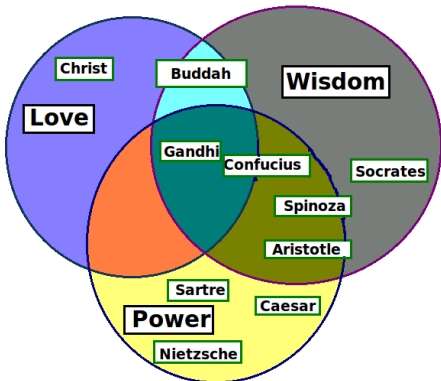 Christ
Buddah
Wisdom
Love
Gandhi
Confucius
Socrates
Spinoza
Aristotle
Sartre
Caesar
Power
Nietzsche